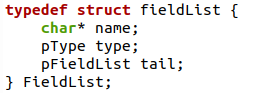 typedef struct fieldList {
    char* name;
    pType type;
    pFieldList tail;
} FieldList;